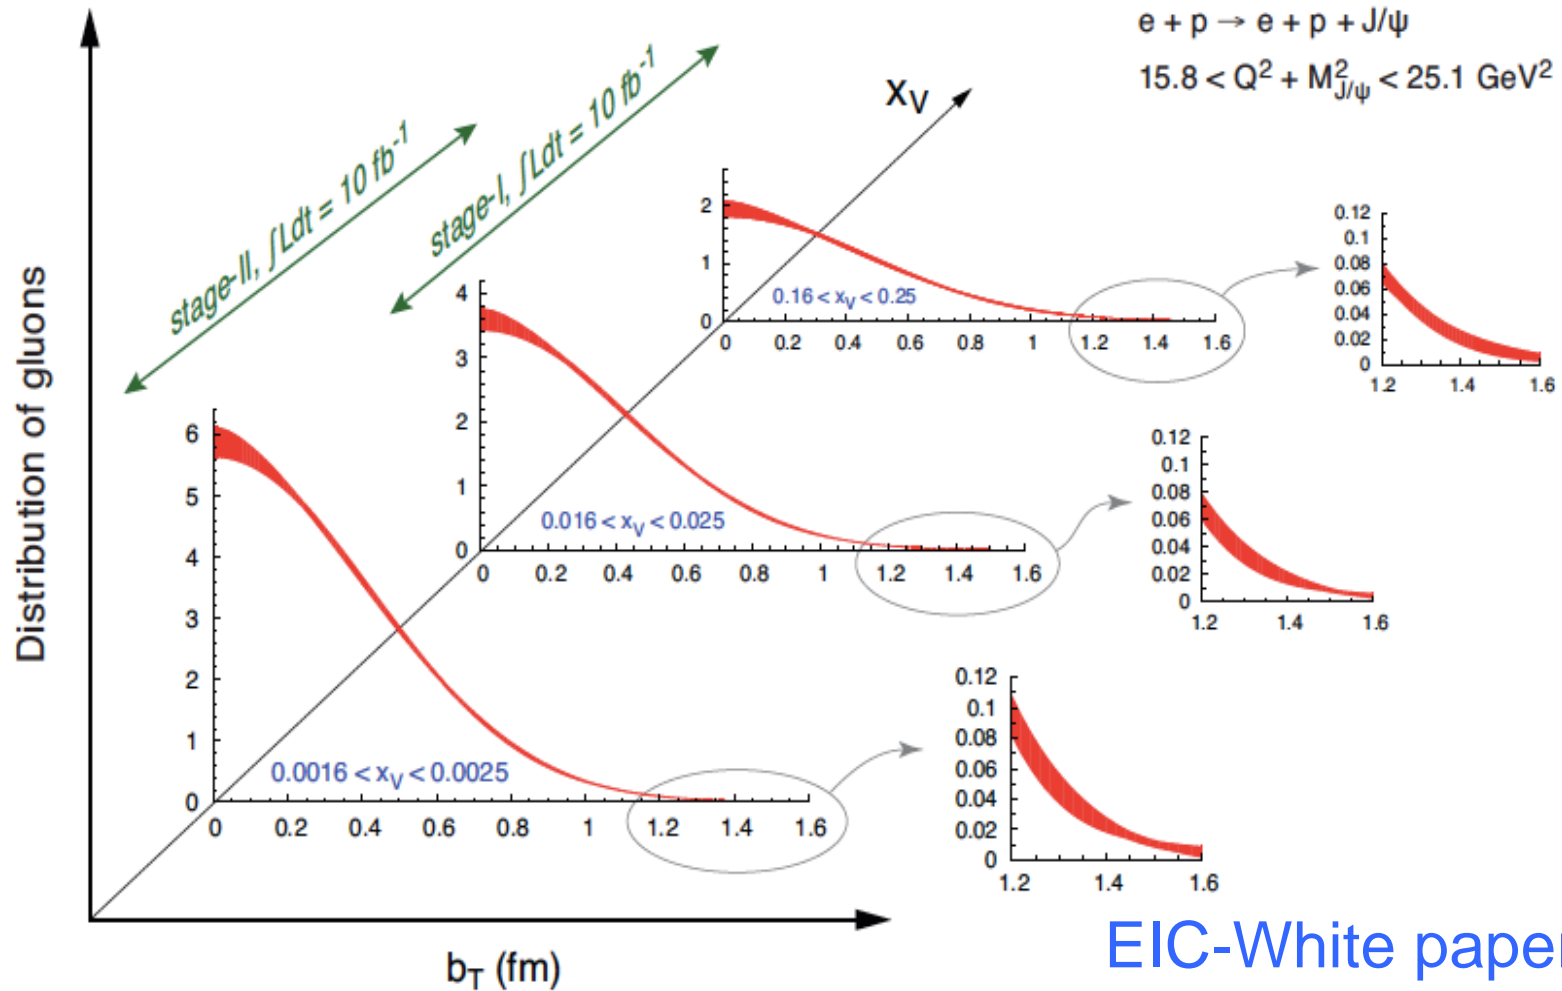 e + p → e + p + J/ψ
15.8 < Q² + M²_J/ψ < 25.1 GeV²
x_V
stage-II, ∫Ldt = 10 fb⁻¹
stage-I, ∫Ldt = 10 fb⁻¹
Distribution of gluons
2
1
0
0.16 < x_V < 0.25
0 0.2 0.4 0.6 0.8 1 1.2 1.4 1.6
0.12
0.1
0.08
0.06
0.04
0.02
0
1.2 1.4 1.6
4
3
2
1
0
0.016 < x_V < 0.025
0 0.2 0.4 0.6 0.8 1 1.2 1.4 1.6
0.12
0.1
0.08
0.06
0.04
0.02
0
1.2 1.4 1.6
6
5
4
3
2
1
0
0.0016 < x_V < 0.0025
0 0.2 0.4 0.6 0.8 1 1.2 1.4 1.6
0.12
0.1
0.08
0.06
0.04
0.02
0
1.2 1.4 1.6
b_T (fm)
EIC-White paper